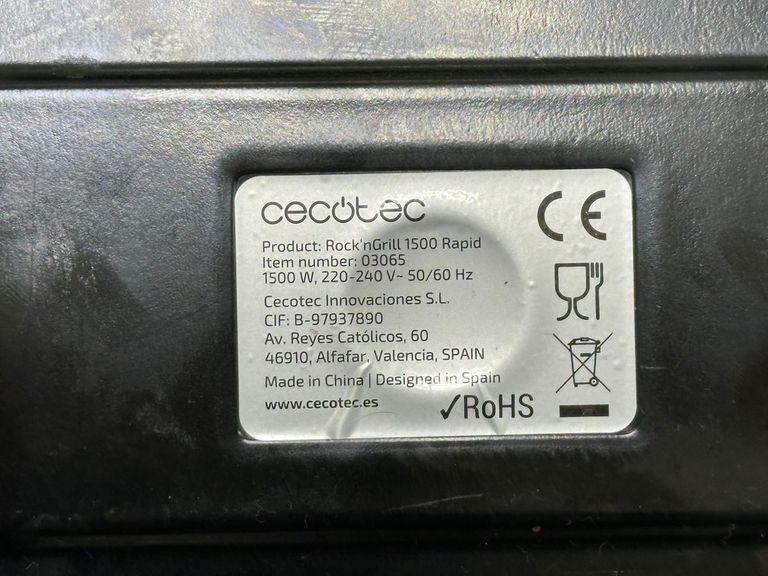 cecotec
CE
Product: Rock'nGrill 1500 Rapid
Item number: 03065
1500 W, 220-240 V~ 50/60 Hz
Cecotec Innovaciones S.L.
CIF: B-97937890
Av. Reyes Católicos, 60
46910, Alfafar, Valencia, SPAIN
Made in China | Designed in Spain
www.cecotec.es
✓RoHS